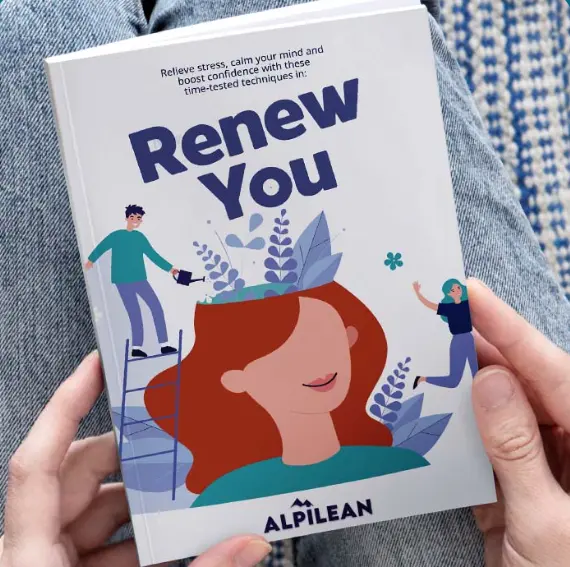 Relieve stress, calm your mind and
boost confidence with these
time-tested techniques in:
Renew
You
ALPILEAN